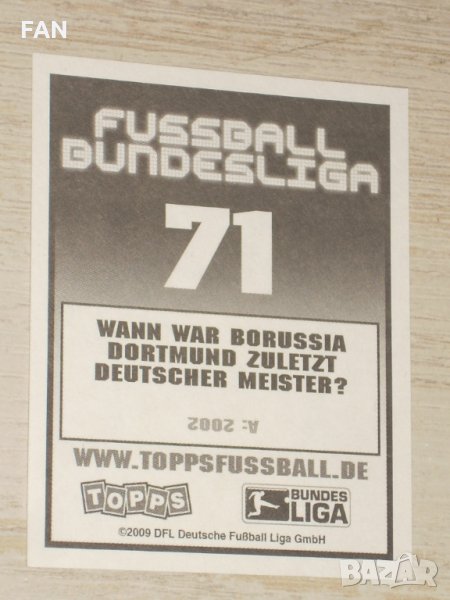 FAN
FUSSBALL
BUNDESLIGA
71
WANN WAR BORUSSIA
DORTMUND ZULETZT
DEUTSCHER MEISTER?
A: 2002
WWW.TOPPSFUSSBALL.DE
TOPPS
BUNDES
LIGA
©2009 DFL Deutsche Fußball Liga GmbH
BAZAR